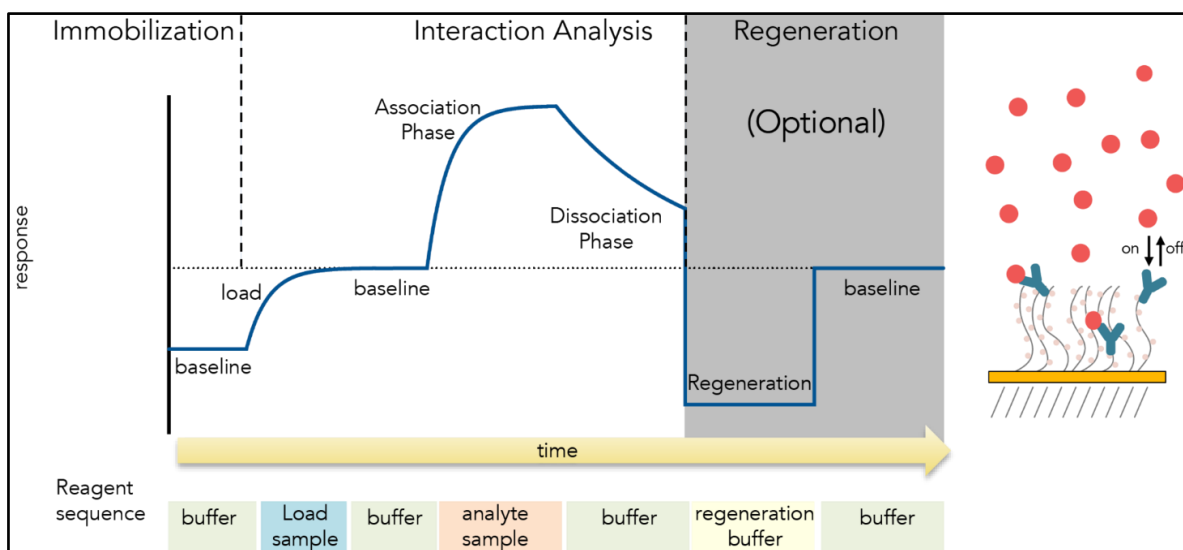 Immobilization
Interaction Analysis
Regeneration
(Optional)
Association
Phase
Dissociation
Phase
response
load
baseline
baseline
baseline
Regeneration
on
off
time
Reagent
sequence
buffer
Load
sample
buffer
analyte
sample
buffer
regeneration
buffer
buffer